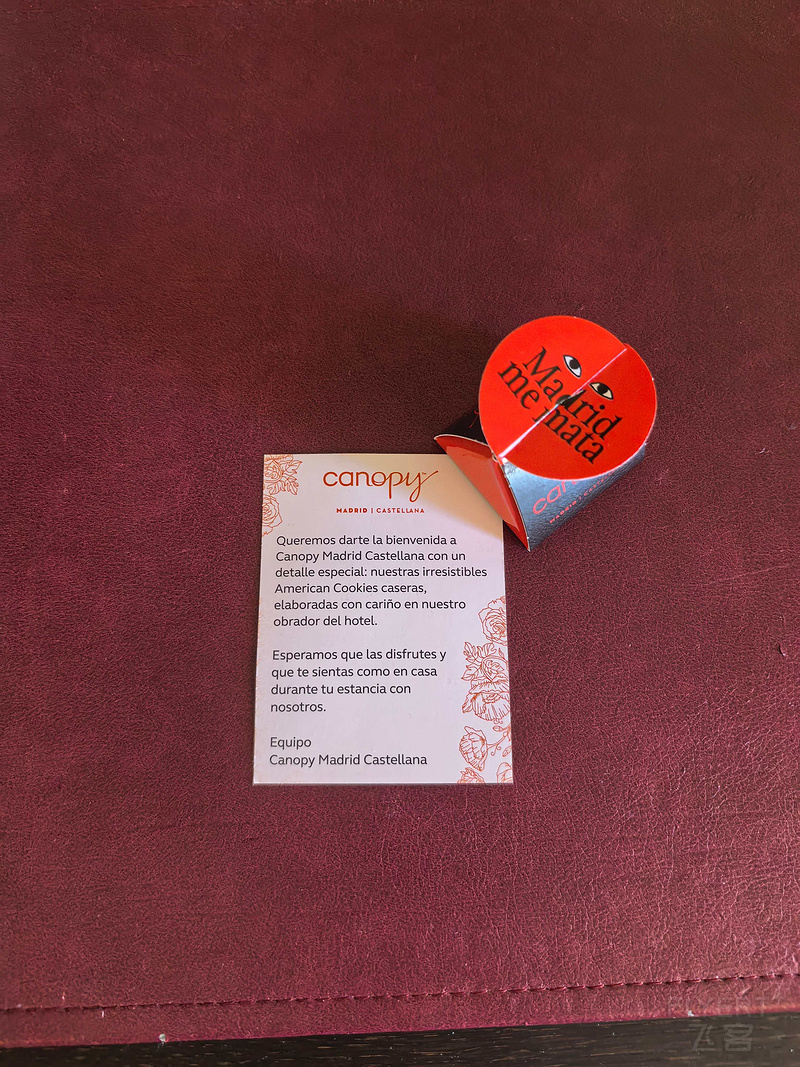 Madrid
me mata
canopy
MADRID | CASTELLANA
Queremos darte la bienvenida a
Canopy Madrid Castellana con un
detalle especial: nuestras irresistibles
American Cookies caseras,
elaboradas con cariño en nuestro
obrador del hotel.
Esperamos que las disfrutes y
que te sientas como en casa
durante tu estancia con
nosotros.
Equipo
Canopy Madrid Castellana
飞客